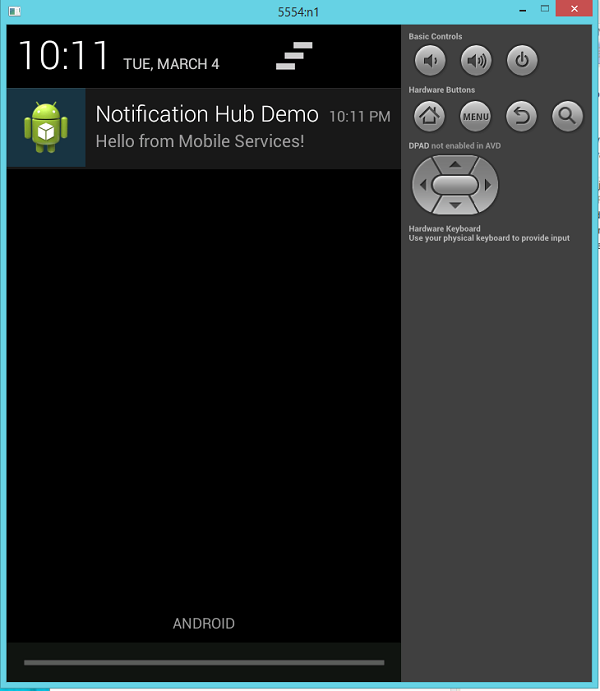 5554:n1
10:11 TUE, MARCH 4
Notification Hub Demo 10:11 PM
Hello from Mobile Services!
ANDROID
Basic Controls
Hardware Buttons
MENU
DPAD not enabled in AVD
Hardware Keyboard
Use your physical keyboard to provide input